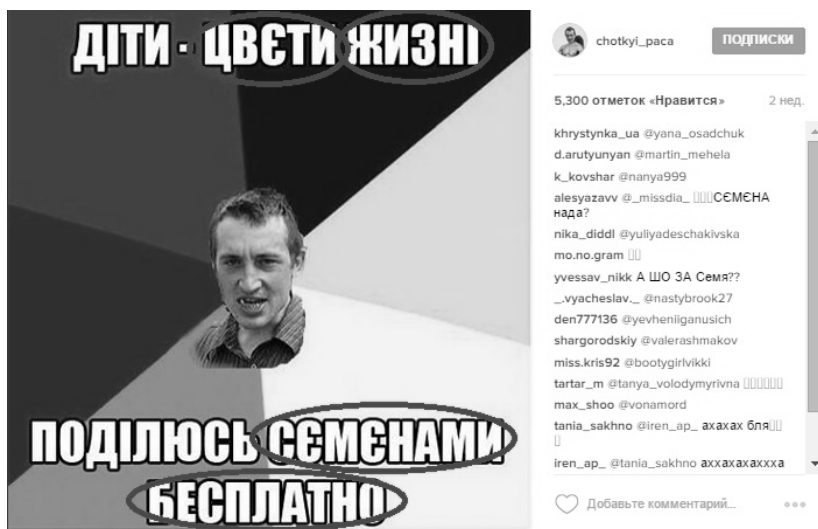 ДІТИ - ЦВЄТИ ЖИЗНІ
ПОДІЛЮСЬ СЄМЄНАМИ
БЕСПЛАТНО
chotkyi_paca
ПОДПИСКИ
5,300 отметок «Нравится»
2 нед.
khrystynka_ua @yana_osadchuk
d.arutyunyan @martin_mehela
k_kovshar @nanya999
alesyazavv @_missdia_ СЄМЄНА
нада?
nika_diddl @yuliyadeschakivska
mo.no.gram
yvessav_nikk А ШО ЗА Семя??
_.vyacheslav._ @nastybrook27
den777136 @yevheniiganusich
shargorodskiy @valerashmakov
miss.kris92 @bootygirlvikki
tartar_m @tanya_volodymyrivna
max_shoo @vonamord
tania_sakhno @iren_ap_ ахахах бля
iren_ap_ @tania_sakhno аххахахаххха
Добавьте комментарий...